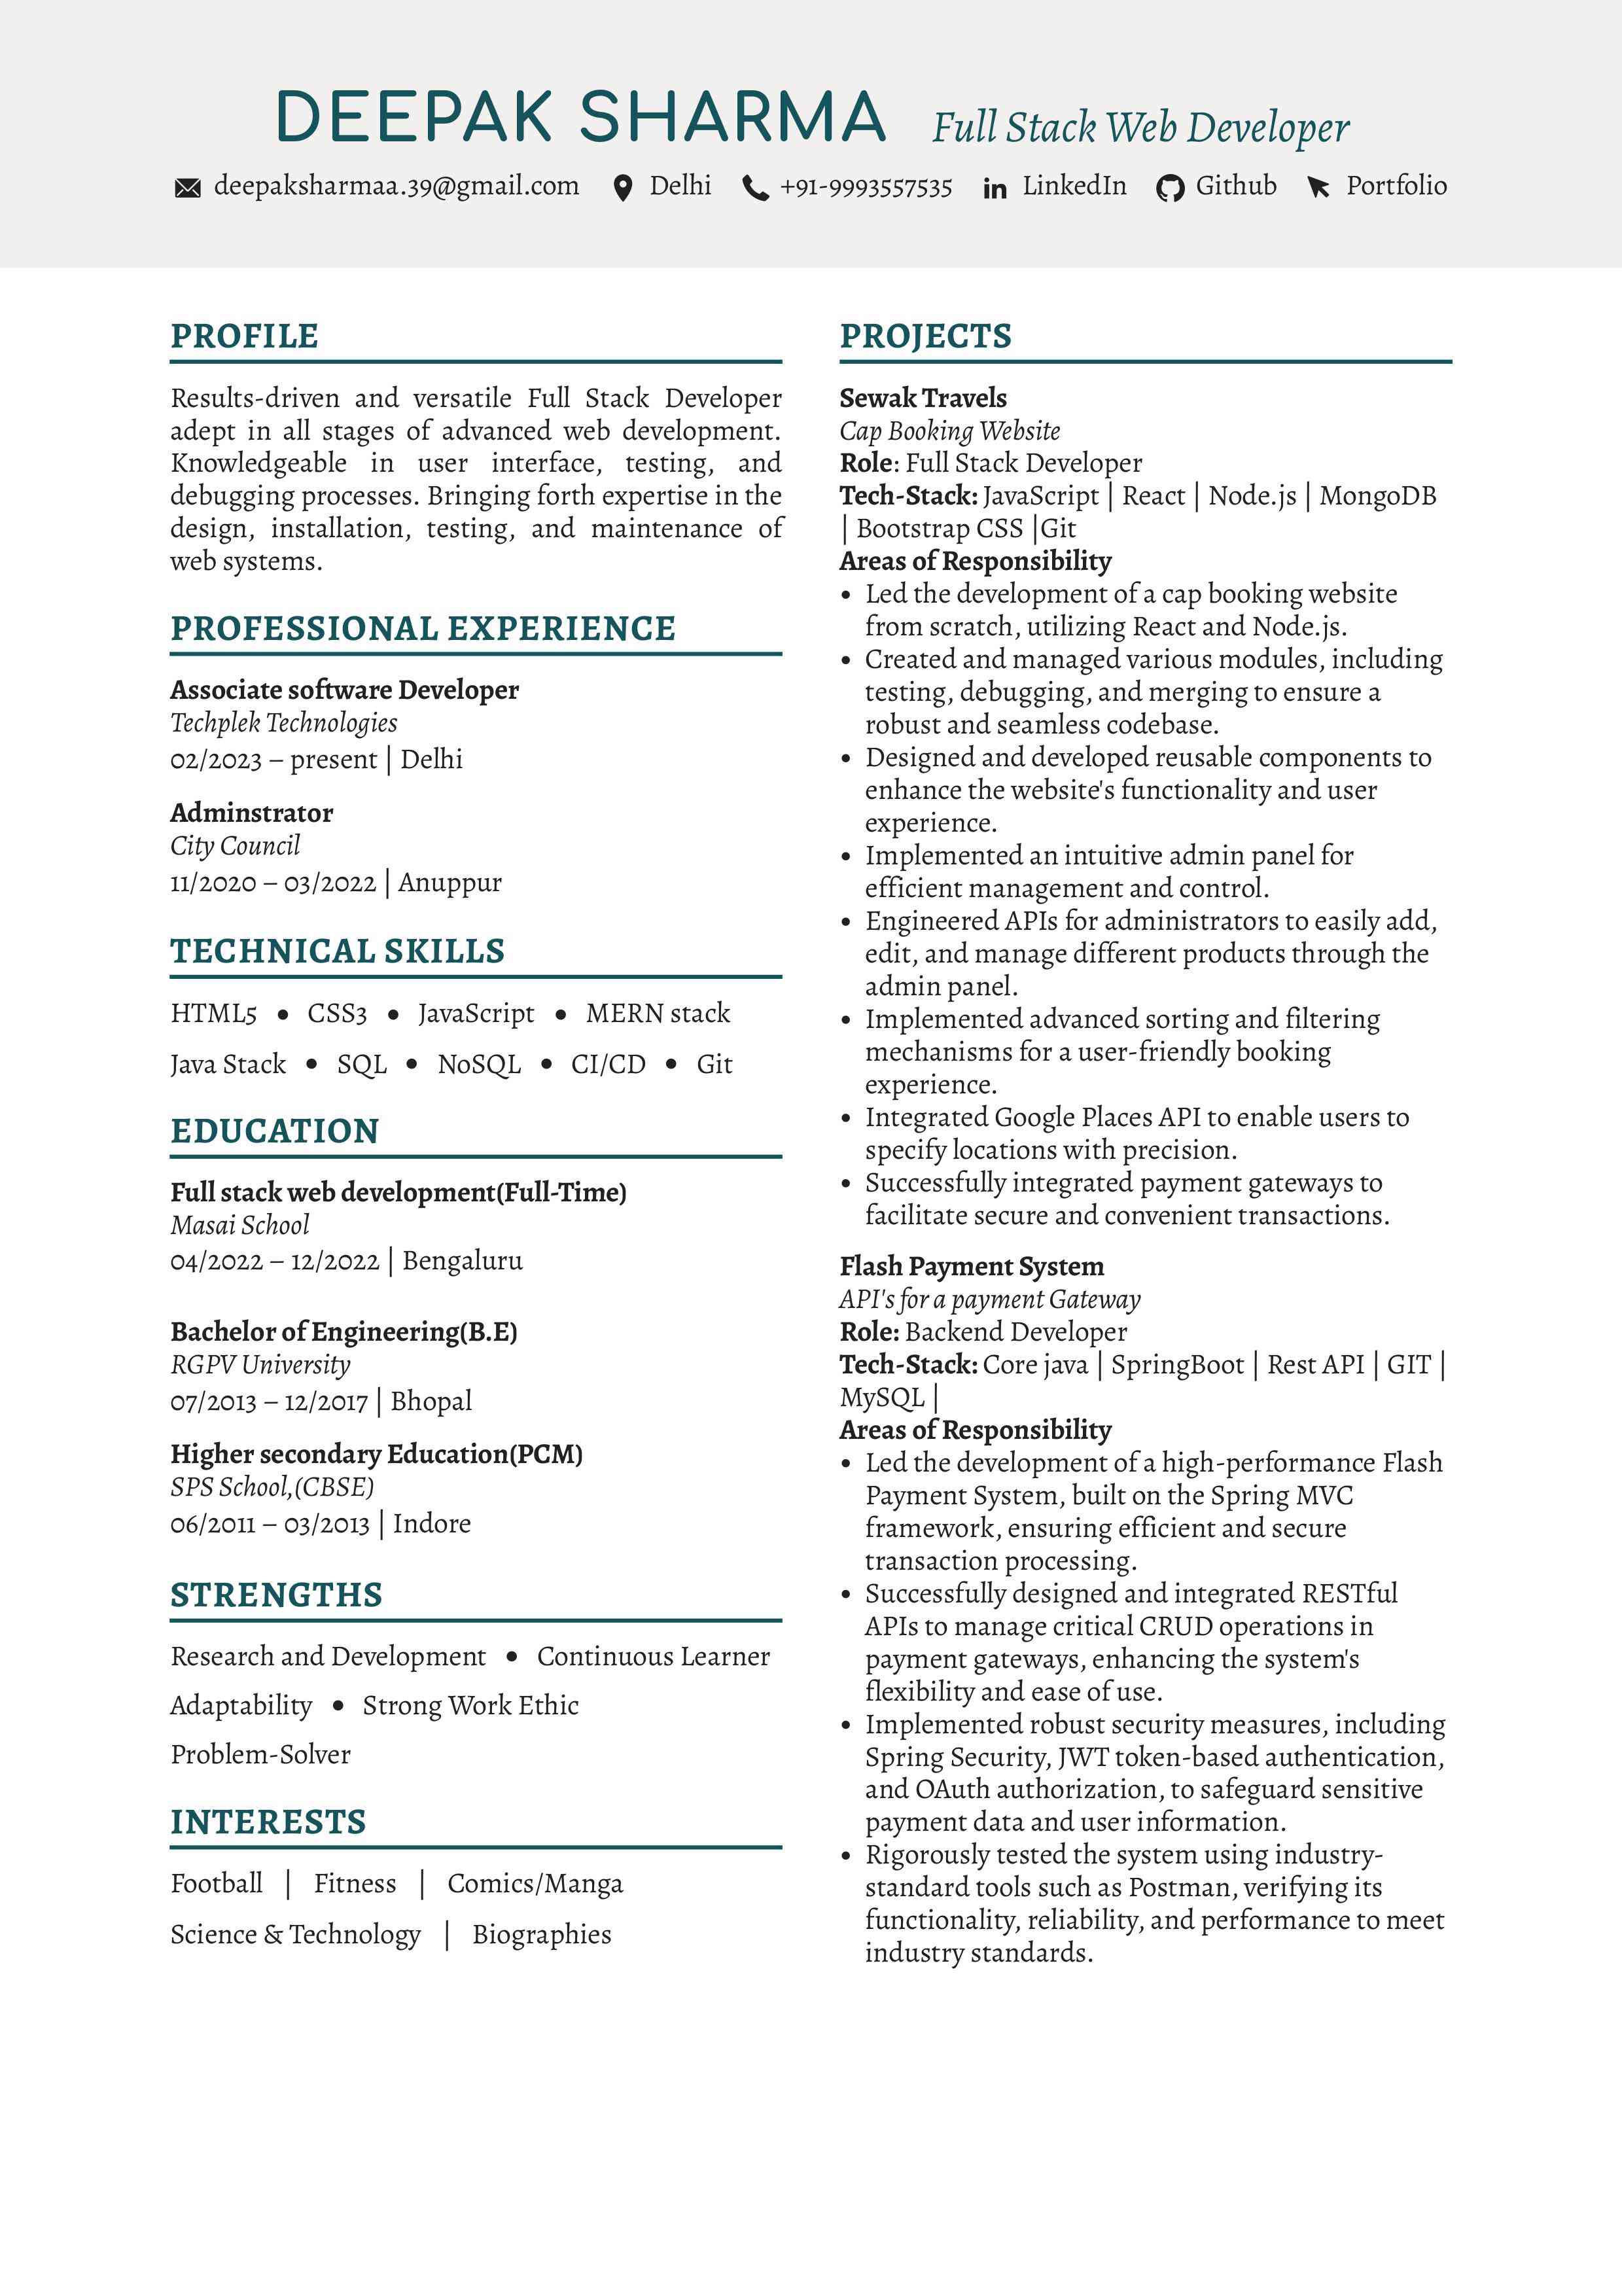 DEEPAK SHARMA Full Stack Web Developer
deepaksharmaa.39@gmail.com Delhi +91-9993557535 LinkedIn Github Portfolio
PROFILE
Results-driven and versatile Full Stack Developer
adept in all stages of advanced web development.
Knowledgeable in user interface, testing, and
debugging processes. Bringing forth expertise in the
design, installation, testing, and maintenance of
web systems.
PROFESSIONAL EXPERIENCE
Associate software Developer
Techplek Technologies
02/2023 – present | Delhi
Adminstrator
City Council
11/2020 – 03/2022 | Anuppur
TECHNICAL SKILLS
HTML5 • CSS3 • JavaScript • MERN stack
Java Stack • SQL • NoSQL • CI/CD • Git
EDUCATION
Full stack web development(Full-Time)
Masai School
04/2022 – 12/2022 | Bengaluru
Bachelor of Engineering(B.E)
RGPV University
07/2013 – 12/2017 | Bhopal
Higher secondary Education(PCM)
SPS School,(CBSE)
06/2011 – 03/2013 | Indore
STRENGTHS
Research and Development • Continuous Learner
Adaptability • Strong Work Ethic
Problem-Solver
INTERESTS
Football | Fitness | Comics/Manga
Science & Technology | Biographies
PROJECTS
Sewak Travels
Cap Booking Website
Role: Full Stack Developer
Tech-Stack: JavaScript | React | Node.js | MongoDB
| Bootstrap CSS |Git
Areas of Responsibility
• Led the development of a cap booking website
from scratch, utilizing React and Node.js.
• Created and managed various modules, including
testing, debugging, and merging to ensure a
robust and seamless codebase.
• Designed and developed reusable components to
enhance the website's functionality and user
experience.
• Implemented an intuitive admin panel for
efficient management and control.
• Engineered APIs for administrators to easily add,
edit, and manage different products through the
admin panel.
• Implemented advanced sorting and filtering
mechanisms for a user-friendly booking
experience.
• Integrated Google Places API to enable users to
specify locations with precision.
• Successfully integrated payment gateways to
facilitate secure and convenient transactions.
Flash Payment System
API's for a payment Gateway
Role: Backend Developer
Tech-Stack: Core java | SpringBoot | Rest API | GIT |
MySQL |
Areas of Responsibility
• Led the development of a high-performance Flash
Payment System, built on the Spring MVC
framework, ensuring efficient and secure
transaction processing.
• Successfully designed and integrated RESTful
APIs to manage critical CRUD operations in
payment gateways, enhancing the system's
flexibility and ease of use.
• Implemented robust security measures, including
Spring Security, JWT token-based authentication,
and OAuth authorization, to safeguard sensitive
payment data and user information.
• Rigorously tested the system using industry-
standard tools such as Postman, verifying its
functionality, reliability, and performance to meet
industry standards.